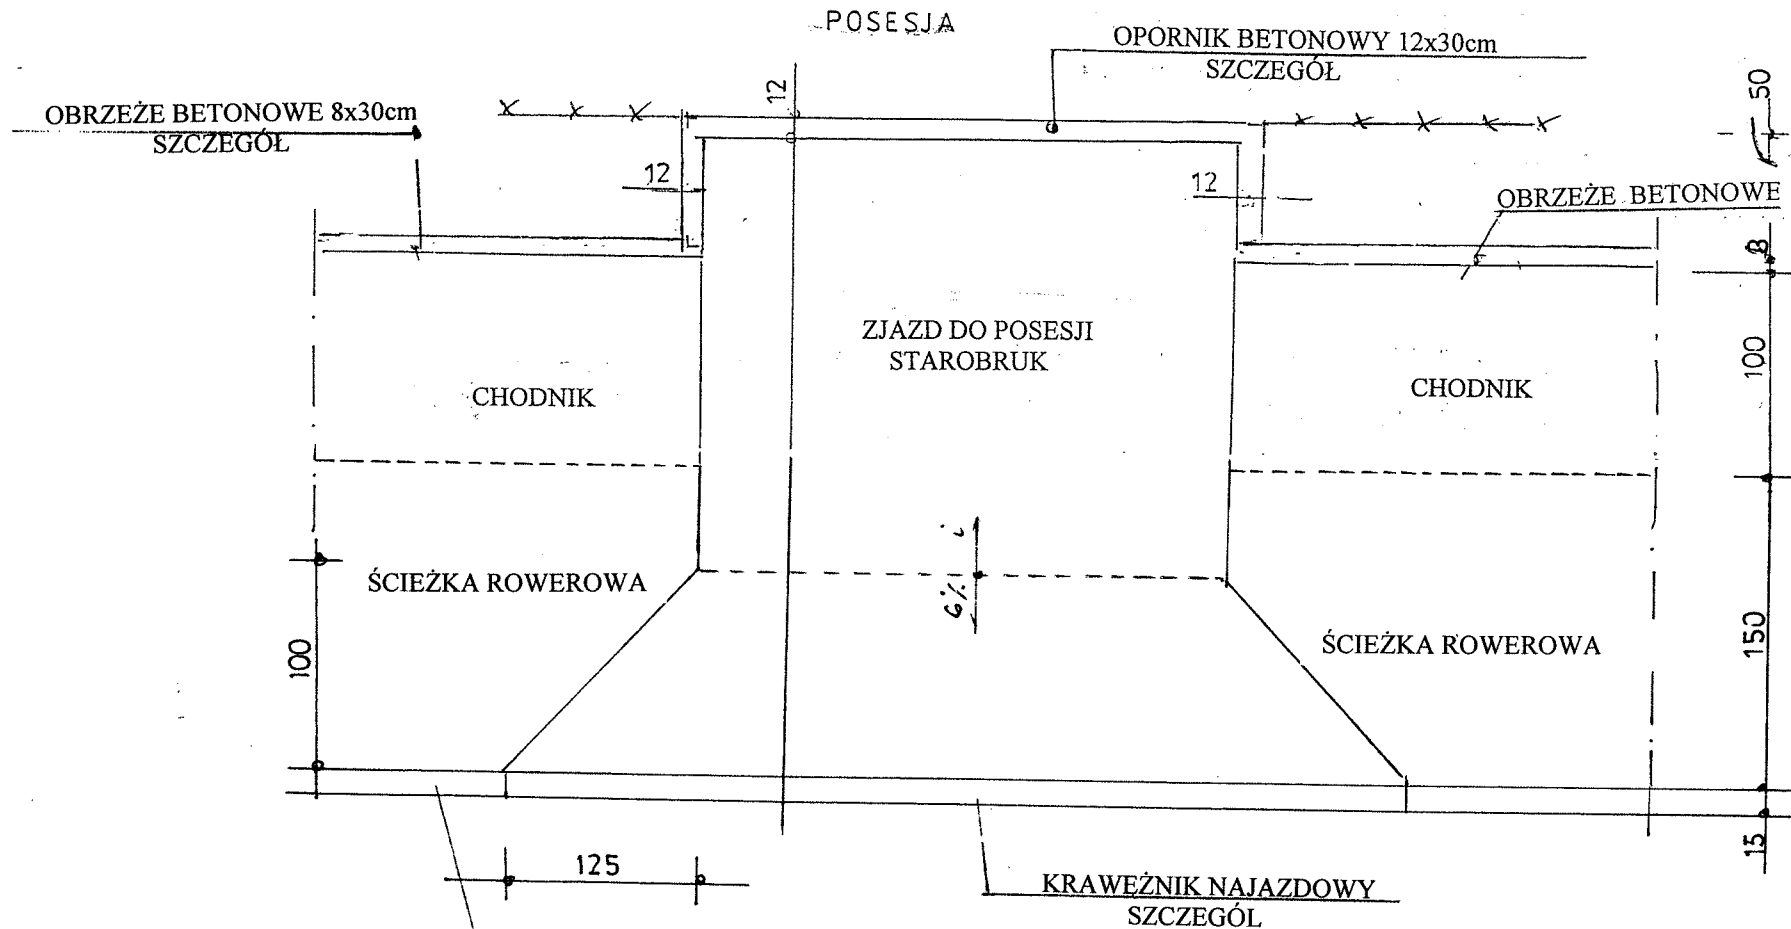 POSESJA
OPORNIK BETONOWY 12x30cm
SZCZEGÓŁ
OBRZEŻE BETONOWE 8x30cm
SZCZEGÓŁ
12
50
12
12
OBRZEŻE BETONOWE
8
ZJAZD DO POSESJI
STAROBRUK
100
CHODNIK
CHODNIK
i
6%
ŚCIEŻKA ROWEROWA
ŚCIEŻKA ROWEROWA
100
150
125
15
KRAWĘŻNIK NAJAZDOWY
SZCZEGÓL